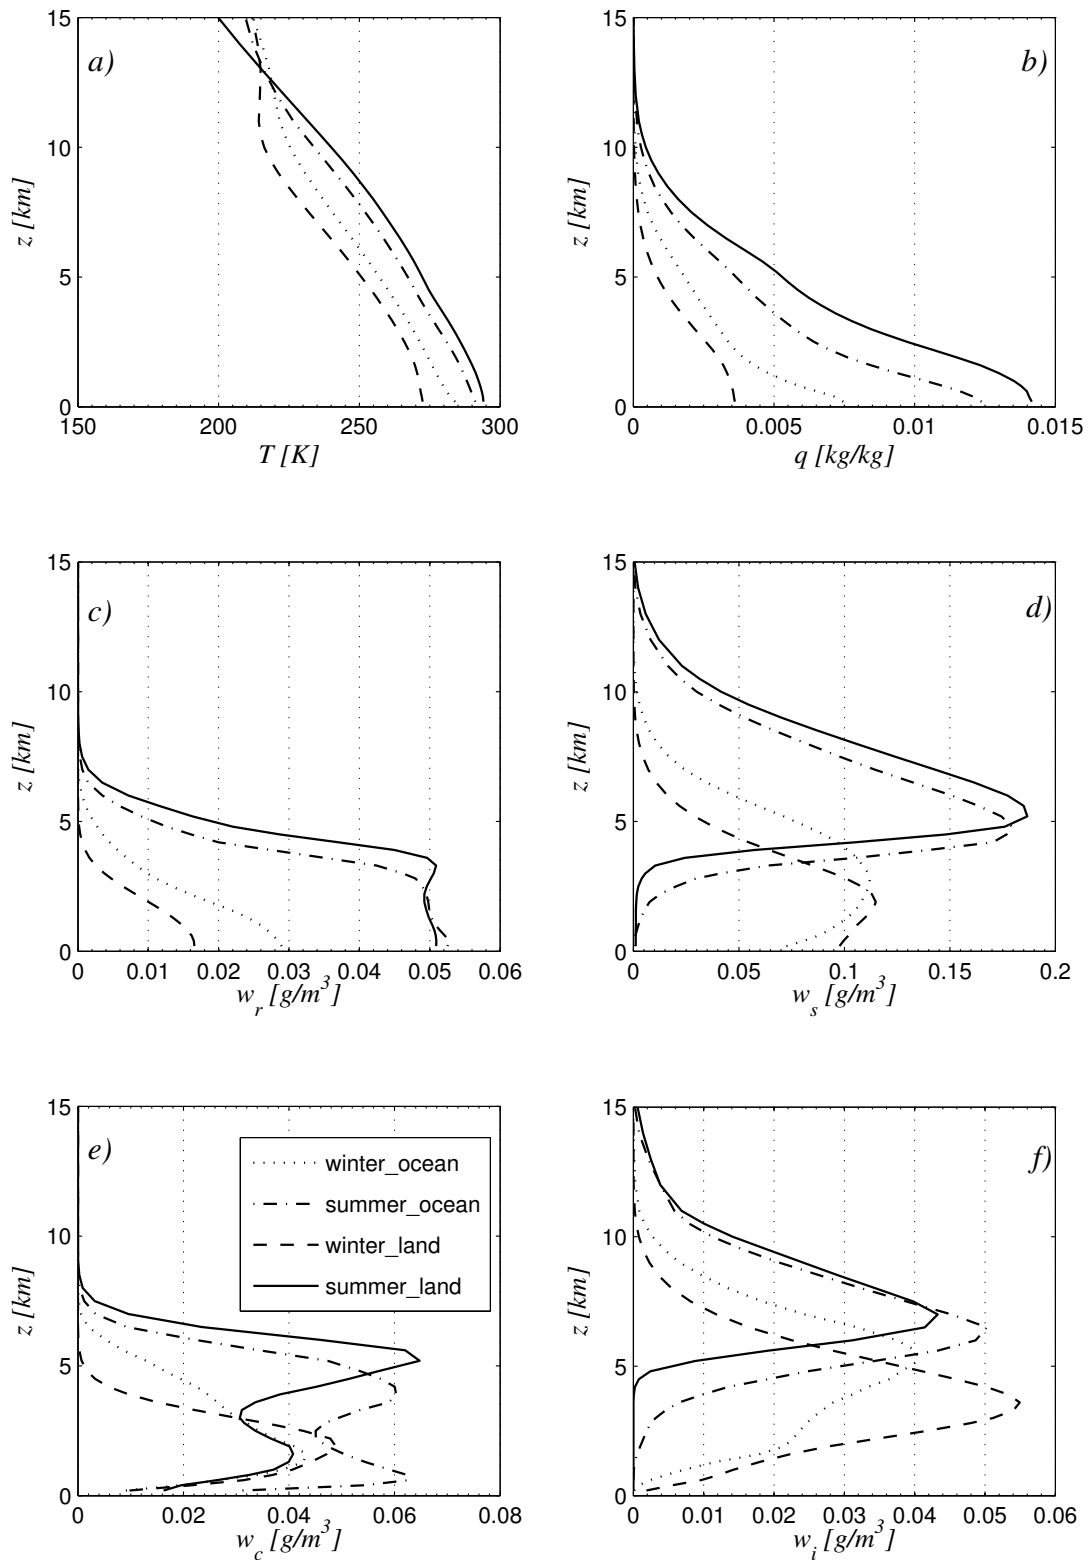 15
a)
10
z [km]
5
0
150
200
250
300
T [K]
15
b)
10
z [km]
5
0
0
0.005
0.01
0.015
q [kg/kg]
15
c)
10
z [km]
5
0
0
0.01
0.02
0.03
0.04
0.05
0.06
w_r [g/m^3]
15
d)
10
z [km]
5
0
0
0.05
0.1
0.15
0.2
w_s [g/m^3]
15
e)
10
z [km]
5
0
winter_ocean
summer_ocean
winter_land
summer_land
0
0.02
0.04
0.06
0.08
w_c [g/m^3]
15
f)
10
z [km]
5
0
0
0.01
0.02
0.03
0.04
0.05
0.06
w_i [g/m^3]